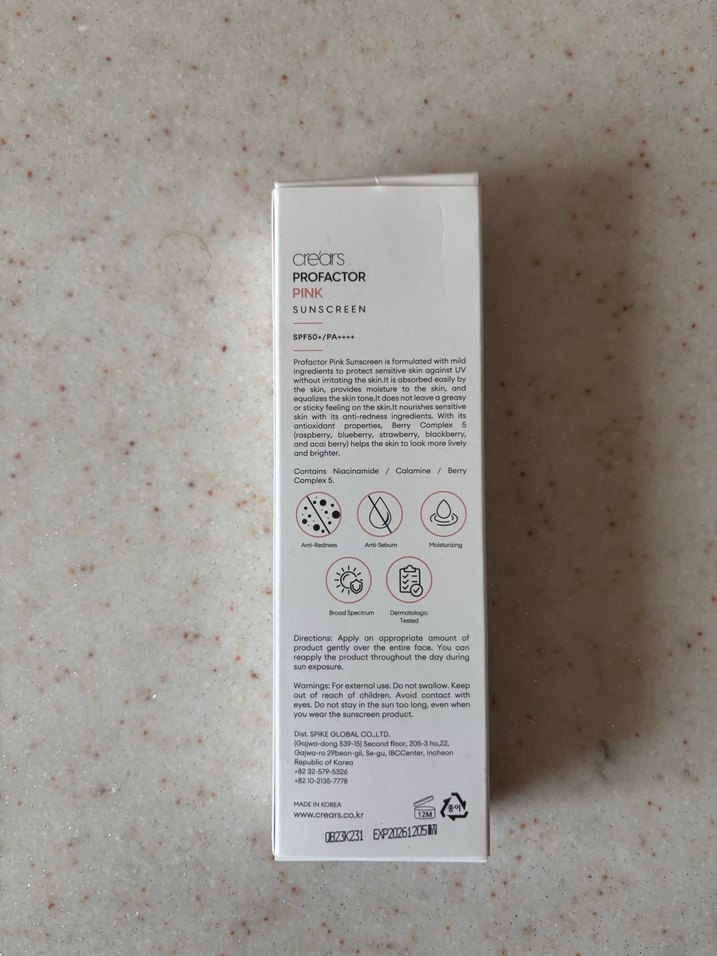 cré'ars
PROFACTOR
PINK
SUNSCREEN
SPF50+/PA++++
Profactor Pink Sunscreen is formulated with mild
ingredients to protect sensitive skin against UV
without irritating the skin.It is absorbed easily by
the skin, provides moisture to the skin, and
equalizes the skin tone.It does not leave a greasy
or sticky feeling on the skin.It nourishes sensitive
skin with its anti-redness ingredients. With its
antioxidant properties, Berry Complex 5
(raspberry, blueberry, strawberry, blackberry,
and acai berry) helps the skin to look more lively
and brighter.
Contains Niacinamide / Calamine / Berry
Complex 5.
Anti-Redness Anti-Sebum Moisturizing
Broad Spectrum Dermatologic
Tested
Directions: Apply an appropriate amount of
product gently over the entire face. You can
reapply the product throughout the day during
sun exposure.
Warnings: For external use. Do not swallow. Keep
out of reach of children. Avoid contact with
eyes. Do not stay in the sun too long, even when
you wear the sunscreen product.
Dist. SPIKE GLOBAL CO.,LTD.
(Gajwa-dong 539-15) Second floor, 205-3 ho,22,
Gajwa-ro 29beon-gil, Se-gu, IBCCenter, Incheon
Republic of Korea
+82 32-579-5326
+82 10-2135-7778
MADE IN KOREA
www.crears.co.kr
12M
종이
QB23K231 EXP20261205